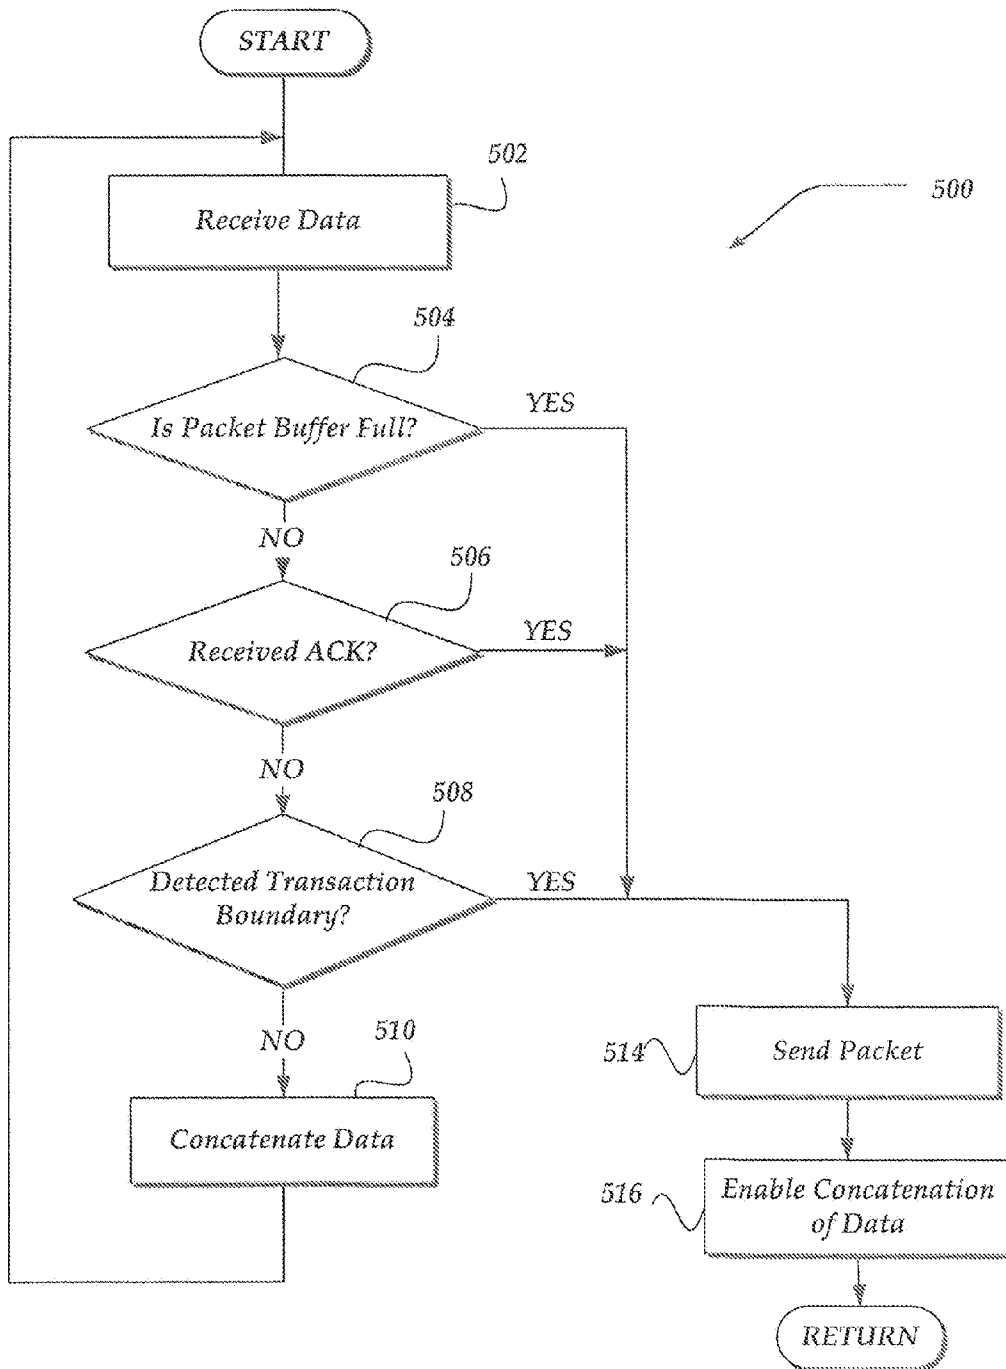 START
502
Receive Data
500
504
Is Packet Buffer Full?
YES
NO
506
Received ACK?
YES
NO
508
Detected Transaction
Boundary?
YES
NO
510
Concatenate Data
514
Send Packet
516
Enable Concatenation
of Data
RETURN